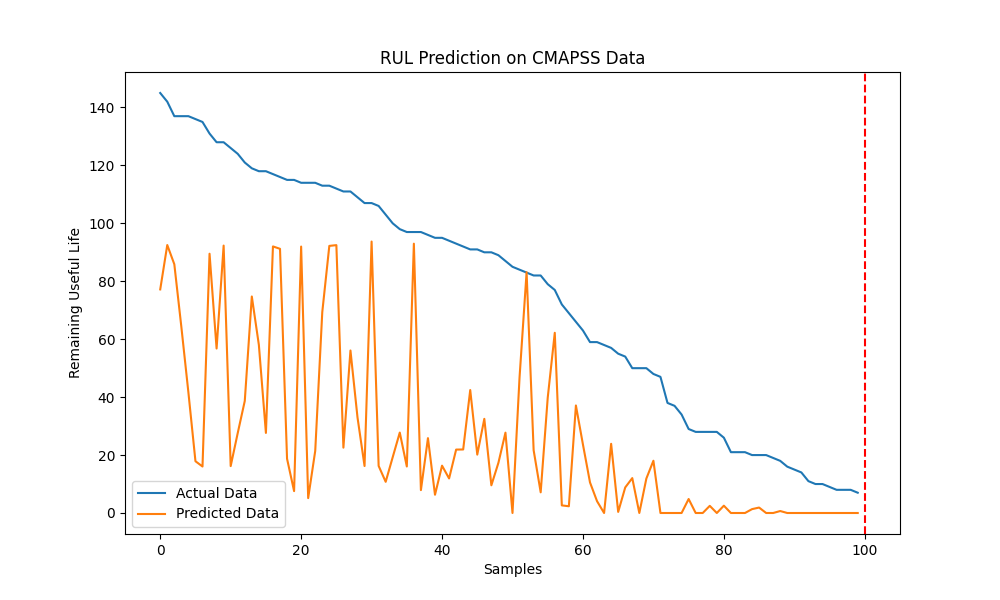 RUL Prediction on CMAPSS Data
Remaining Useful Life
140
120
100
80
60
40
20
0
Actual Data
Predicted Data
0 20 40 60 80 100
Samples